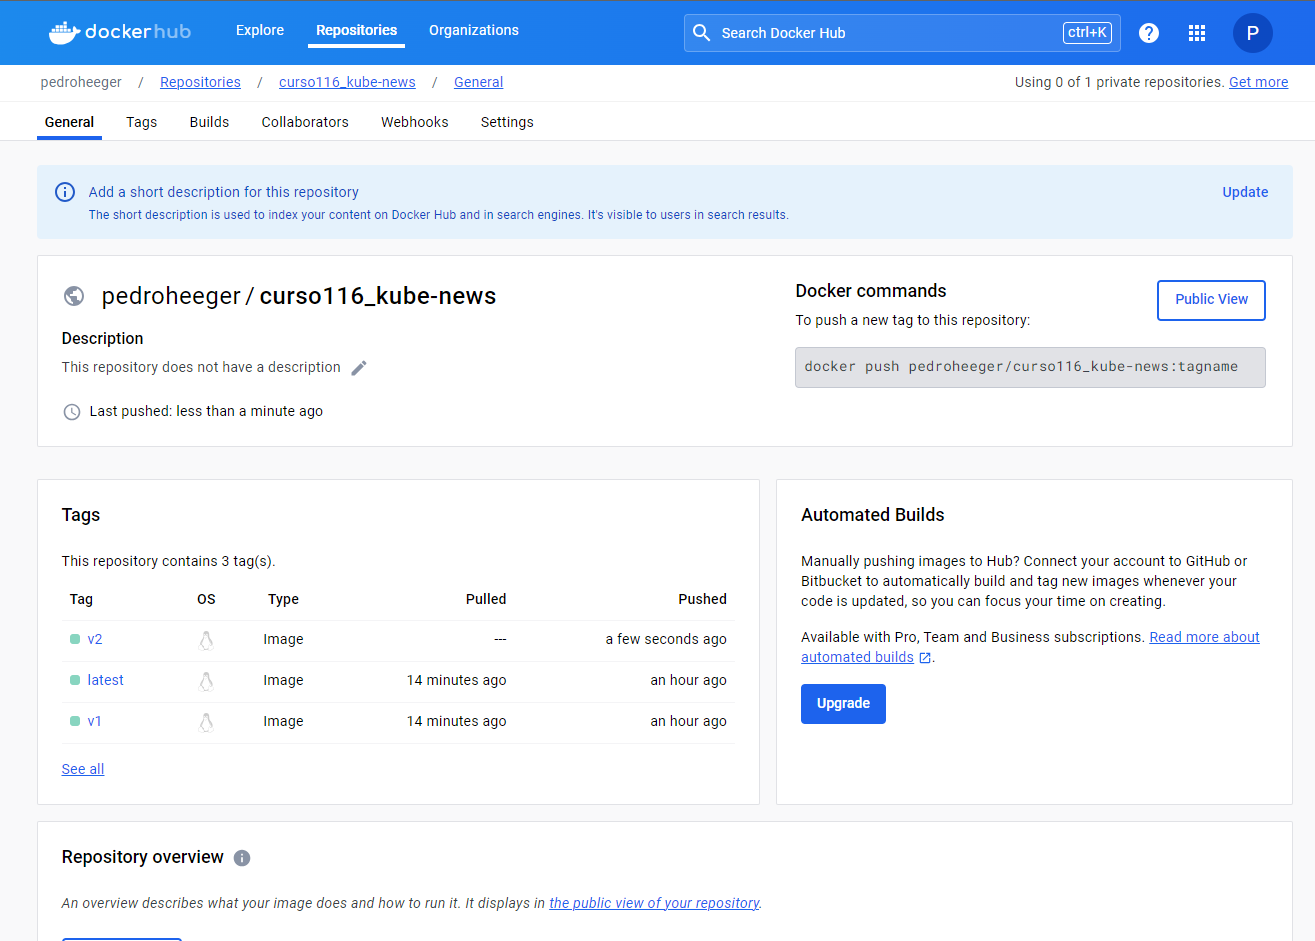 dockerhub Explore Repositories Organizations Search Docker Hub ctrl+K ? P
pedroheeger / Repositories / curso116_kube-news / General Using 0 of 1 private repositories. Get more
General Tags Builds Collaborators Webhooks Settings
Add a short description for this repository Update
The short description is used to index your content on Docker Hub and in search engines. It's visible to users in search results.
pedroheeger / curso116_kube-news
Description
This repository does not have a description
Last pushed: less than a minute ago
Docker commands Public View
To push a new tag to this repository:
docker push pedroheeger/curso116_kube-news:tagname
Tags
This repository contains 3 tag(s).
Tag OS Type Pulled Pushed
v2 Image --- a few seconds ago
latest Image 14 minutes ago an hour ago
v1 Image 14 minutes ago an hour ago
See all
Automated Builds
Manually pushing images to Hub? Connect your account to GitHub or
Bitbucket to automatically build and tag new images whenever your
code is updated, so you can focus your time on creating.
Available with Pro, Team and Business subscriptions. Read more about
automated builds .
Upgrade
Repository overview
An overview describes what your image does and how to run it. It displays in the public view of your repository.